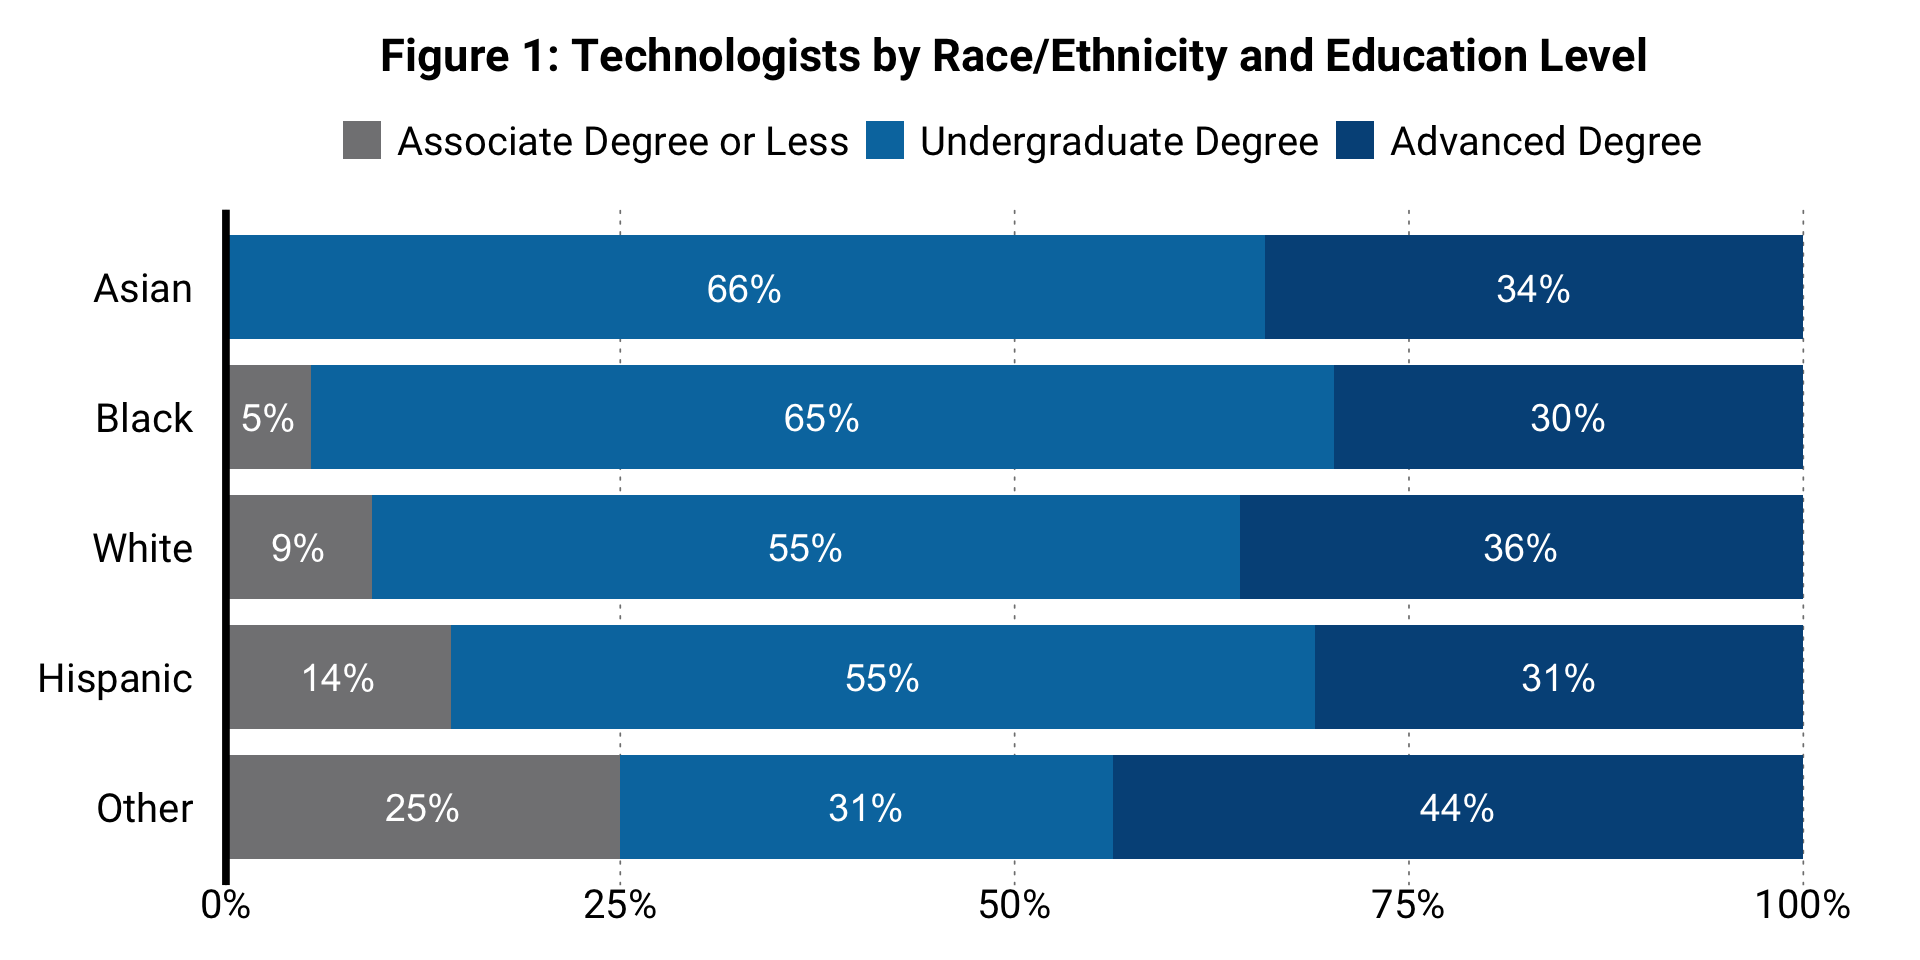 Figure 1: Technologists by Race/Ethnicity and Education Level
Associate Degree or Less Undergraduate Degree Advanced Degree
Asian 66% 34%
Black 5% 65% 30%
White 9% 55% 36%
Hispanic 14% 55% 31%
Other 25% 31% 44%
0% 25% 50% 75% 100%